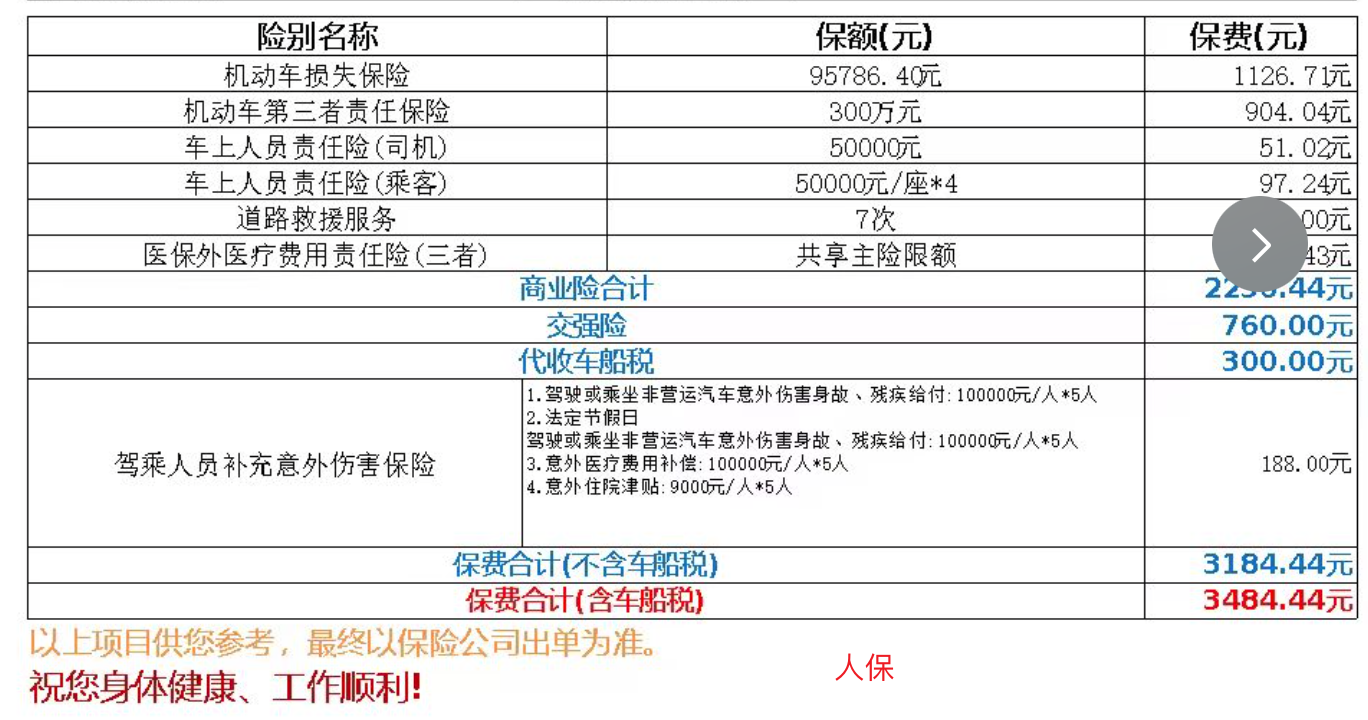 险别名称 保额(元) 保费(元)
机动车损失保险 95786.40元 1126.71元
机动车第三者责任保险 300万元 904.04元
车上人员责任险(司机) 50000元 51.02元
车上人员责任险(乘客) 50000元/座*4 97.24元
道路救援服务 7次 00元
医保外医疗费用责任险(三者) 共享主险限额 43元
商业险合计 .44元
交强险 760.00元
代收车船税 300.00元
驾乘人员补充意外伤害保险 188.00元
1.驾驶或乘坐非营运汽车意外伤害身故、残疾给付:100000元/人*5人
2.法定节假日
驾驶或乘坐非营运汽车意外伤害身故、残疾给付:100000元/人*5人
3.意外医疗费用补偿:100000元/人*5人
4.意外住院津贴:9000元/人*5人
保费合计(不含车船税) 3184.44元
保费合计(含车船税) 3484.44元
以上项目供您参考，最终以保险公司出单为准。
人保
祝您身体健康、工作顺利!